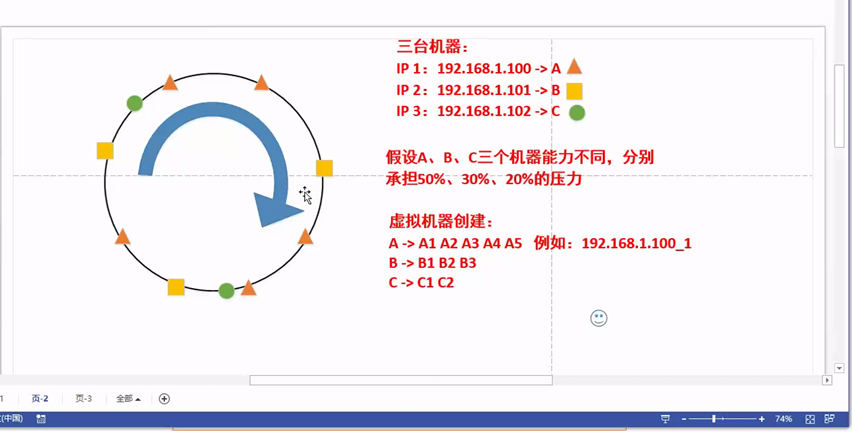 三台机器：
IP 1：192.168.1.100 -> A
IP 2：192.168.1.101 -> B
IP 3：192.168.1.102 -> C
假设A、B、C三个机器能力不同，分别
承担50%、30%、20%的压力
虚拟机器创建：
A -> A1 A2 A3 A4 A5 例如：192.168.1.100_1
B -> B1 B2 B3
C -> C1 C2
页-2 页-3 全部
(中国) 74%